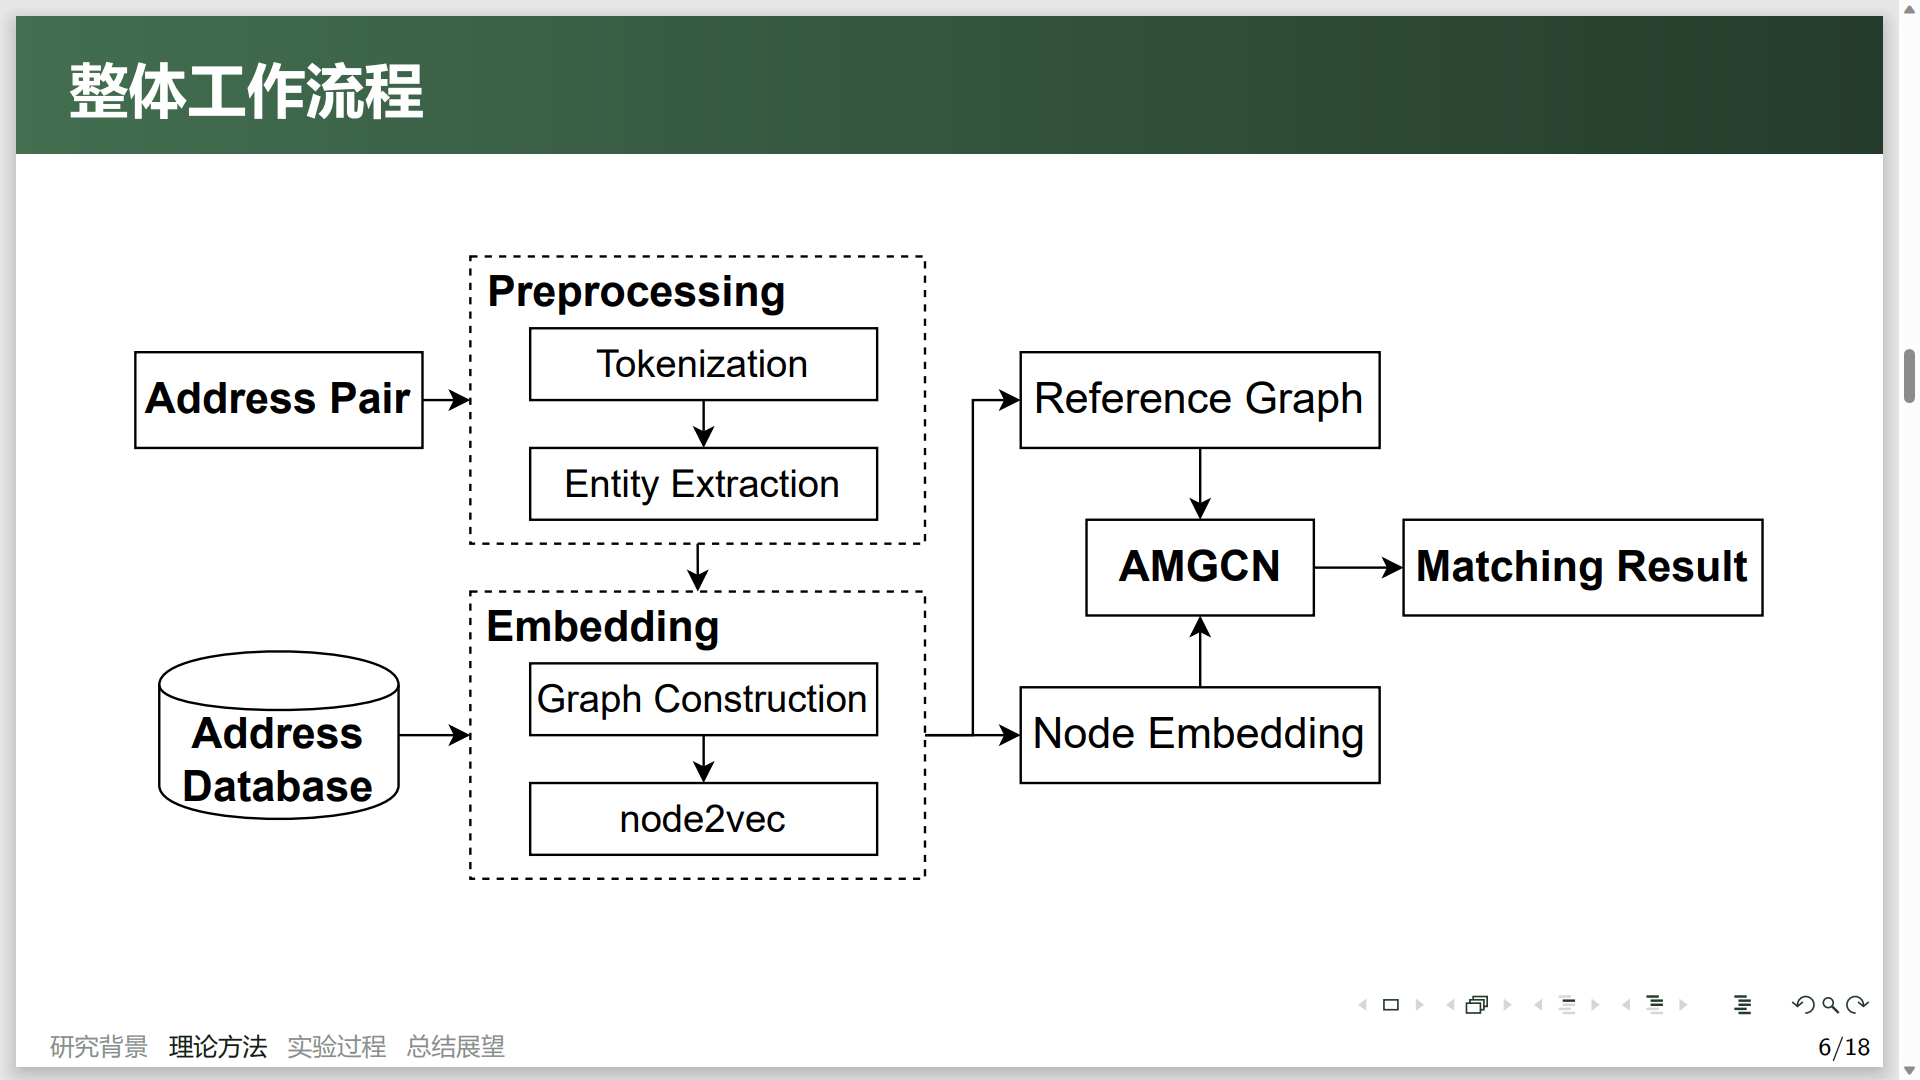 整体工作流程
Preprocessing
Tokenization
Entity Extraction
Address Pair
Embedding
Graph Construction
node2vec
Address
Database
Reference Graph
AMGCN
Matching Result
Node Embedding
研究背景 理论方法 实验过程 总结展望
6/18